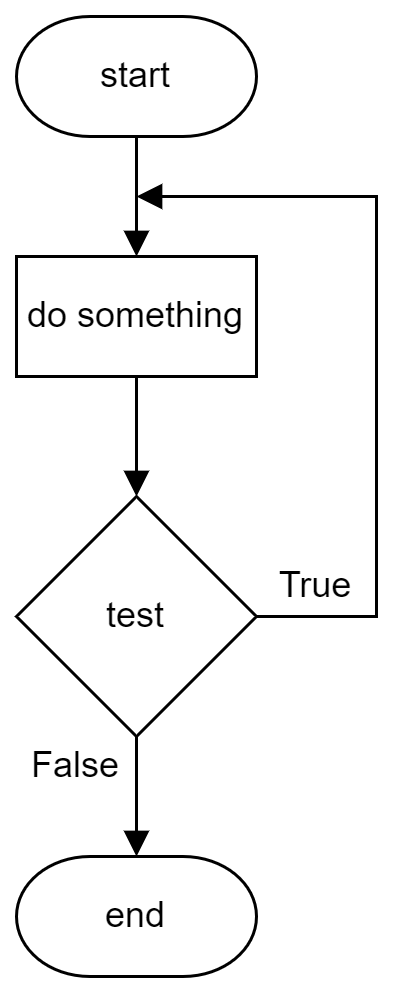 start
do something
test
True
False
end